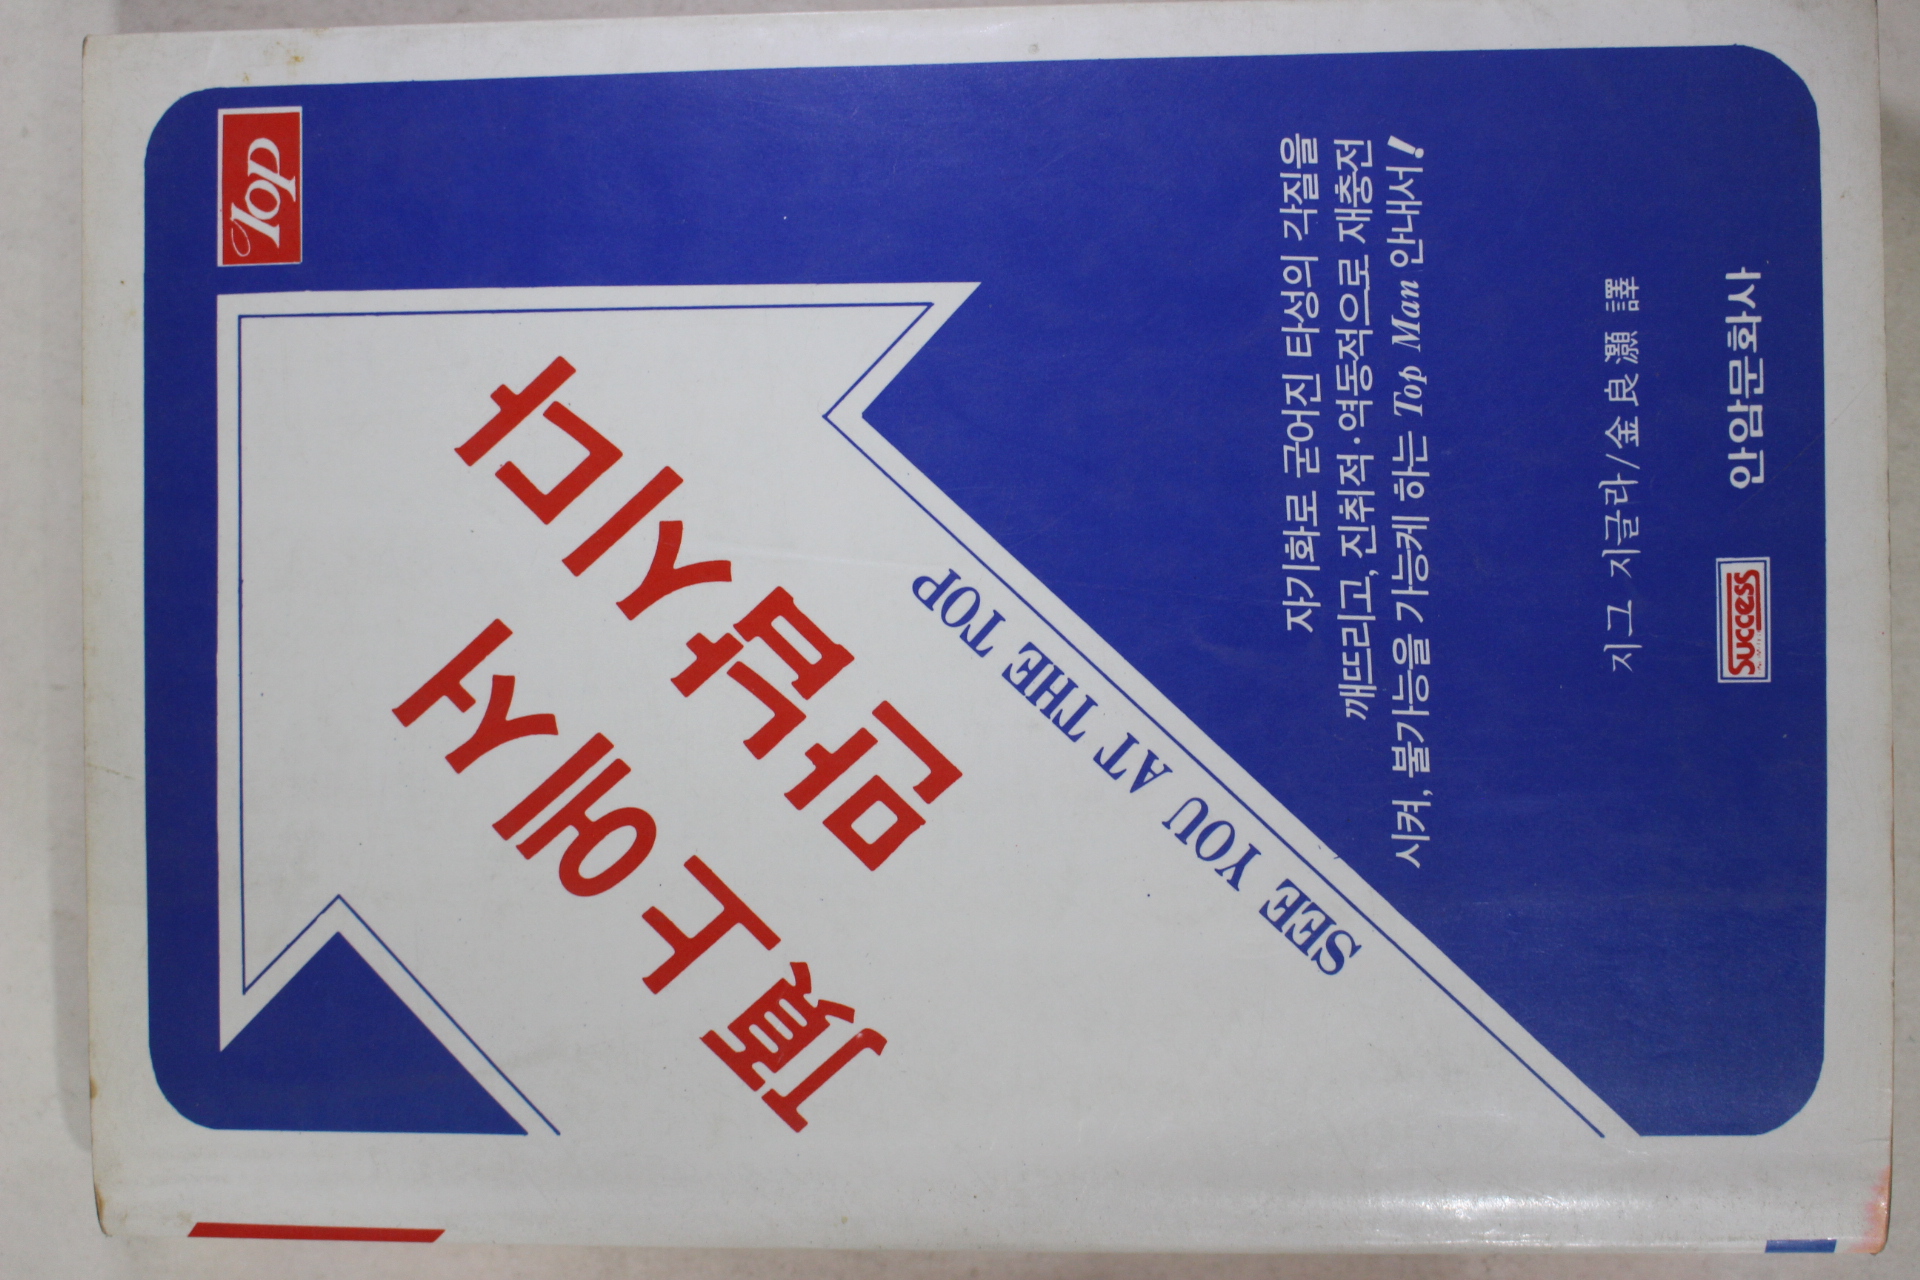 Top
頂上에서
만납시다
SEE YOU AT THE TOP
자기화로 굳어진 타성의 각질을
깨뜨리고, 진취적·역동적으로 재충전
시켜, 불가능을 가능케 하는 Top Man 안내서!
지그 지글라/金良灝 譯
SUCCESS
안암문화사